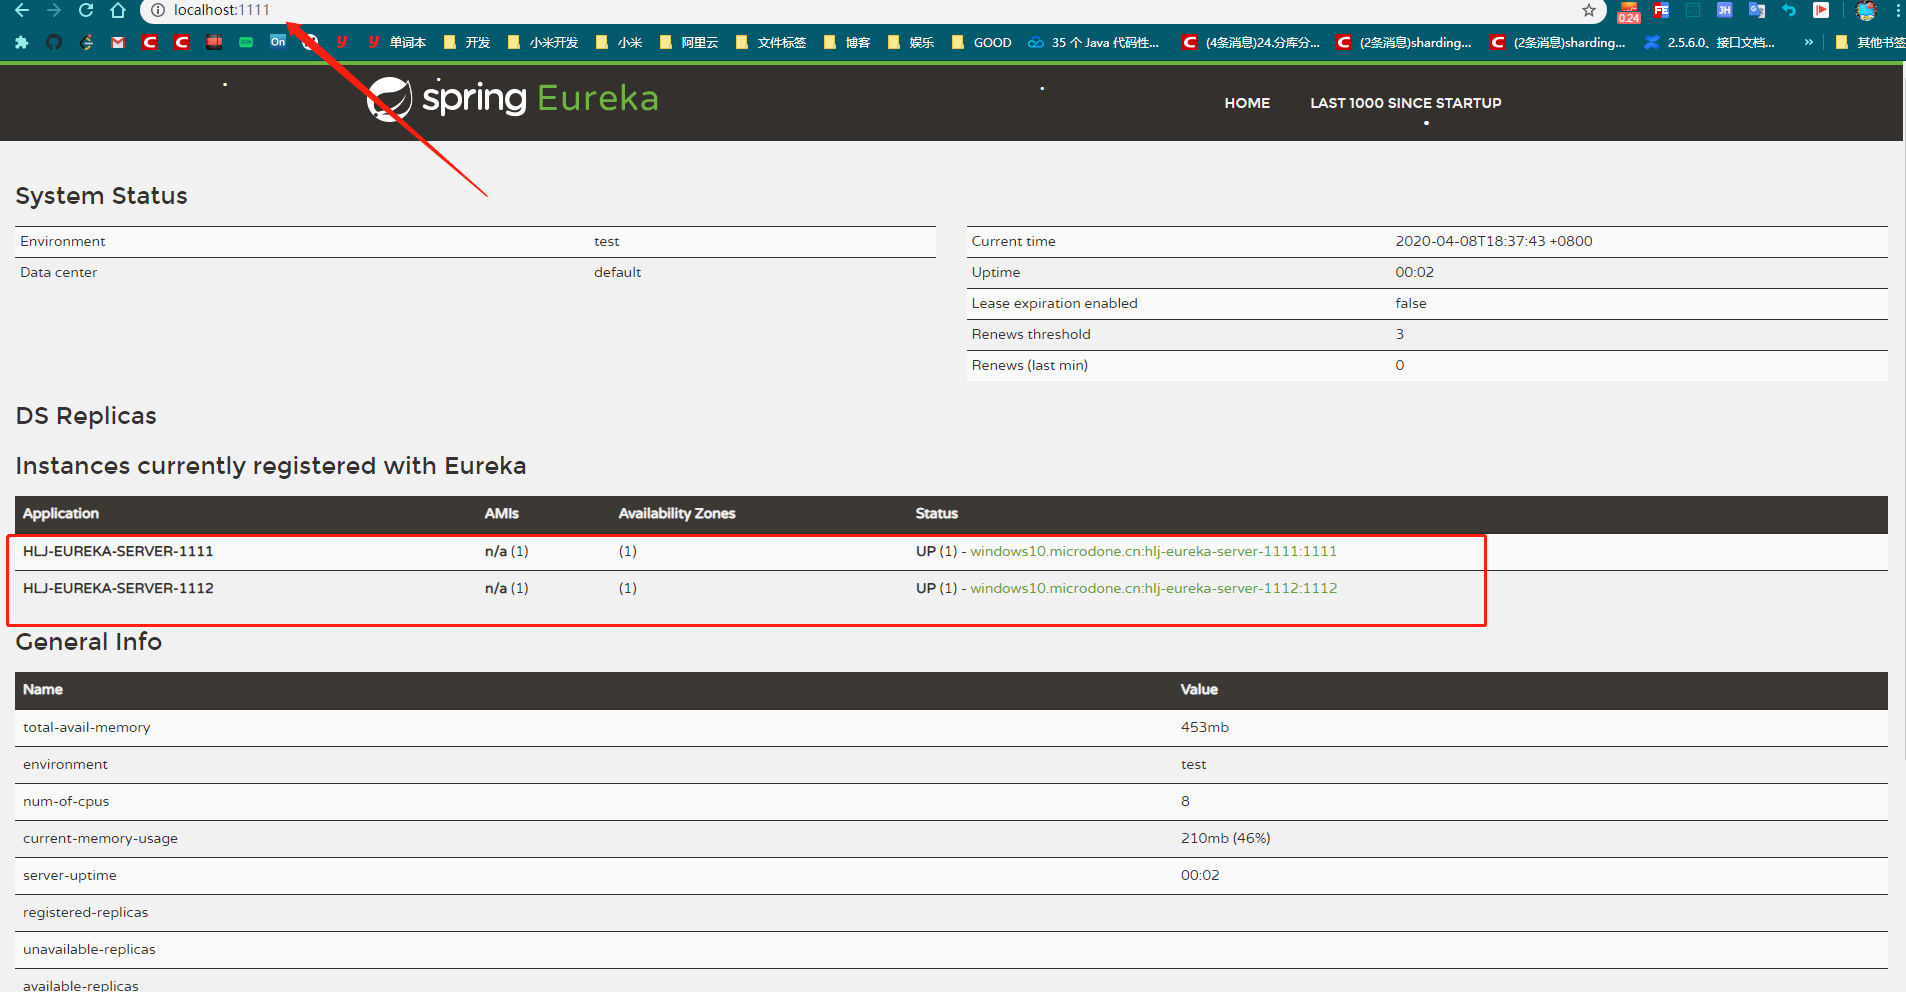 localhost:1111
0.24
FE
JH
On
单词本
开发
小米开发
小米
阿里云
文件标签
博客
娱乐
GOOD
35 个 Java 代码性...
(4条消息)24.分库分...
(2条消息)sharding...
(2条消息)sharding...
2.5.6.0、接口文档...
»
其他书签
spring Eureka
HOME
LAST 1000 SINCE STARTUP
System Status
Environment test
Data center default
Current time 2020-04-08T18:37:43 +0800
Uptime 00:02
Lease expiration enabled false
Renews threshold 3
Renews (last min) 0
DS Replicas
Instances currently registered with Eureka
Application AMIs Availability Zones Status
HLJ-EUREKA-SERVER-1111 n/a (1) (1) UP (1) - windows10.microdone.cn:hlj-eureka-server-1111:1111
HLJ-EUREKA-SERVER-1112 n/a (1) (1) UP (1) - windows10.microdone.cn:hlj-eureka-server-1112:1112
General Info
Name Value
total-avail-memory 453mb
environment test
num-of-cpus 8
current-memory-usage 210mb (46%)
server-uptime 00:02
registered-replicas
unavailable-replicas
available-replicas